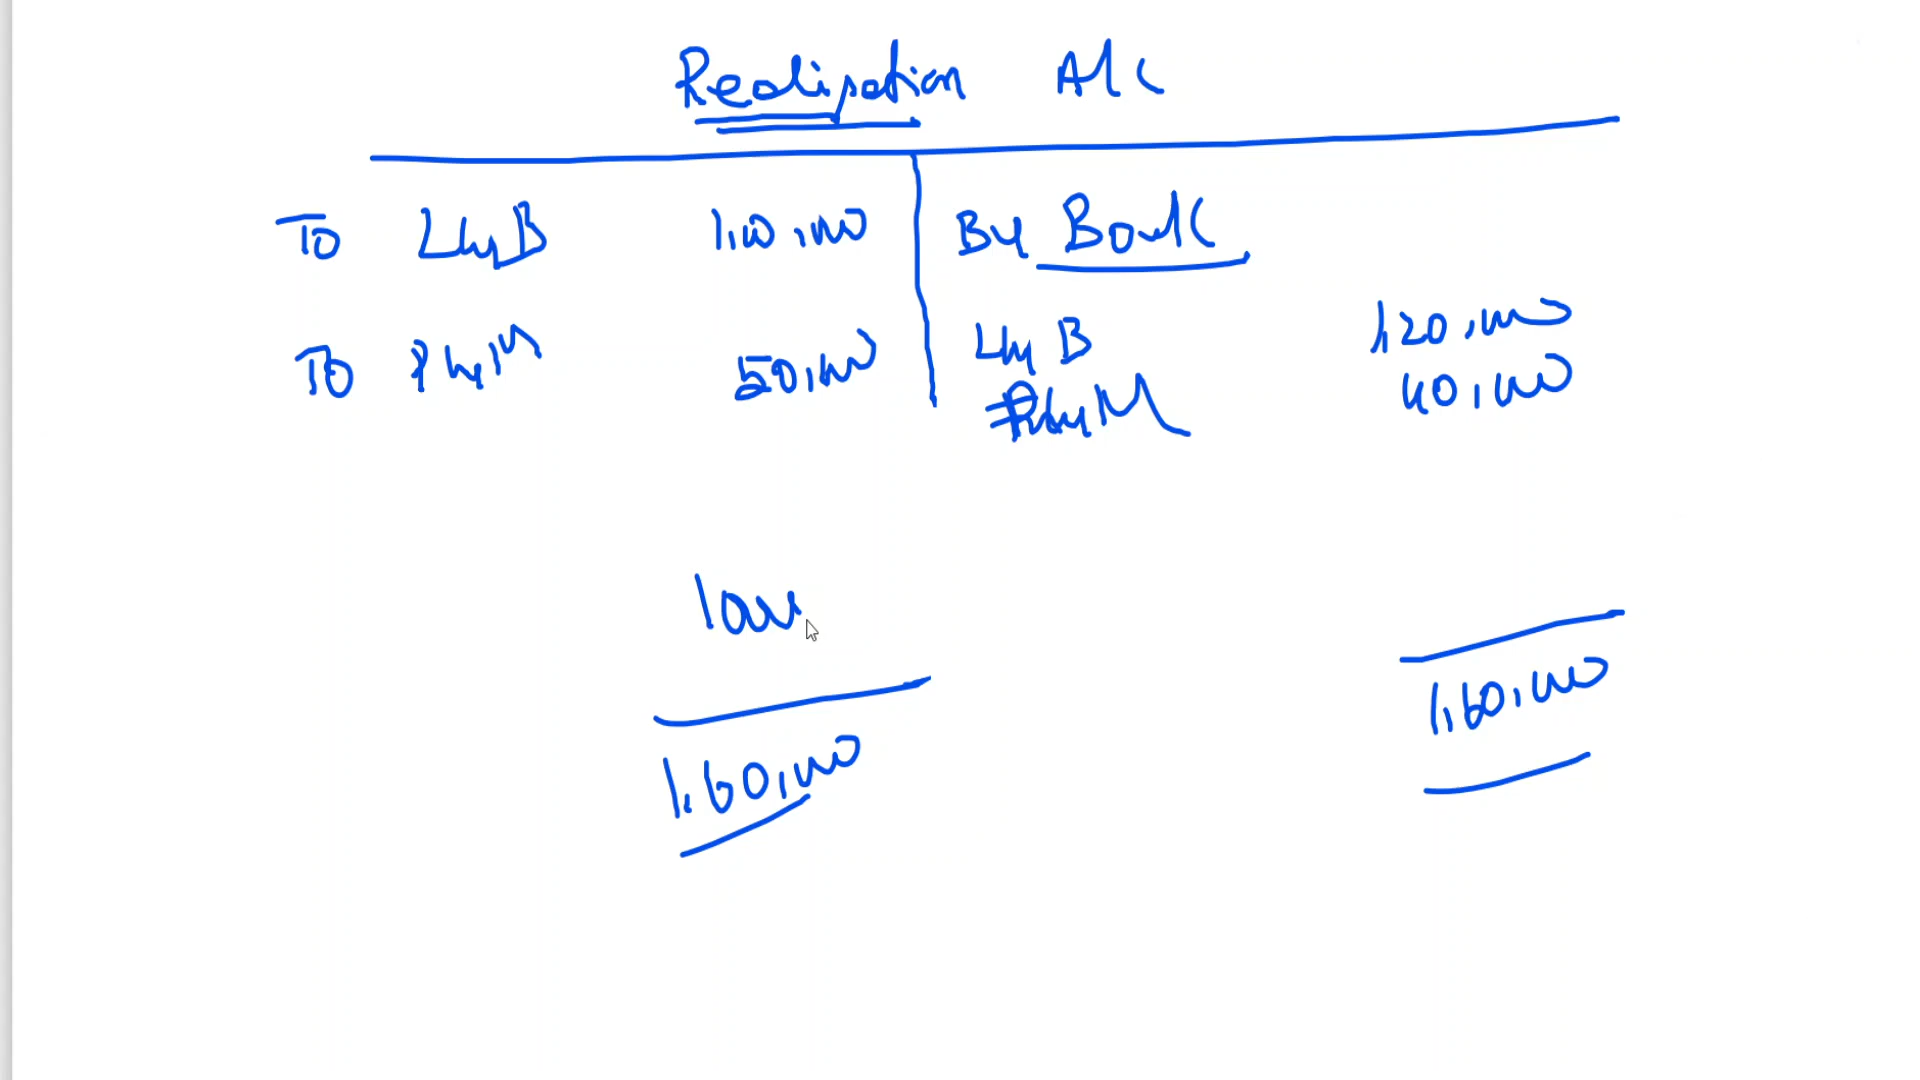 Realisation A/c
To L&B 1,10,000 By Bank
L&B 1,20,000
To P&M 50,000
P&M 40,000
1,60,000
1,60,000